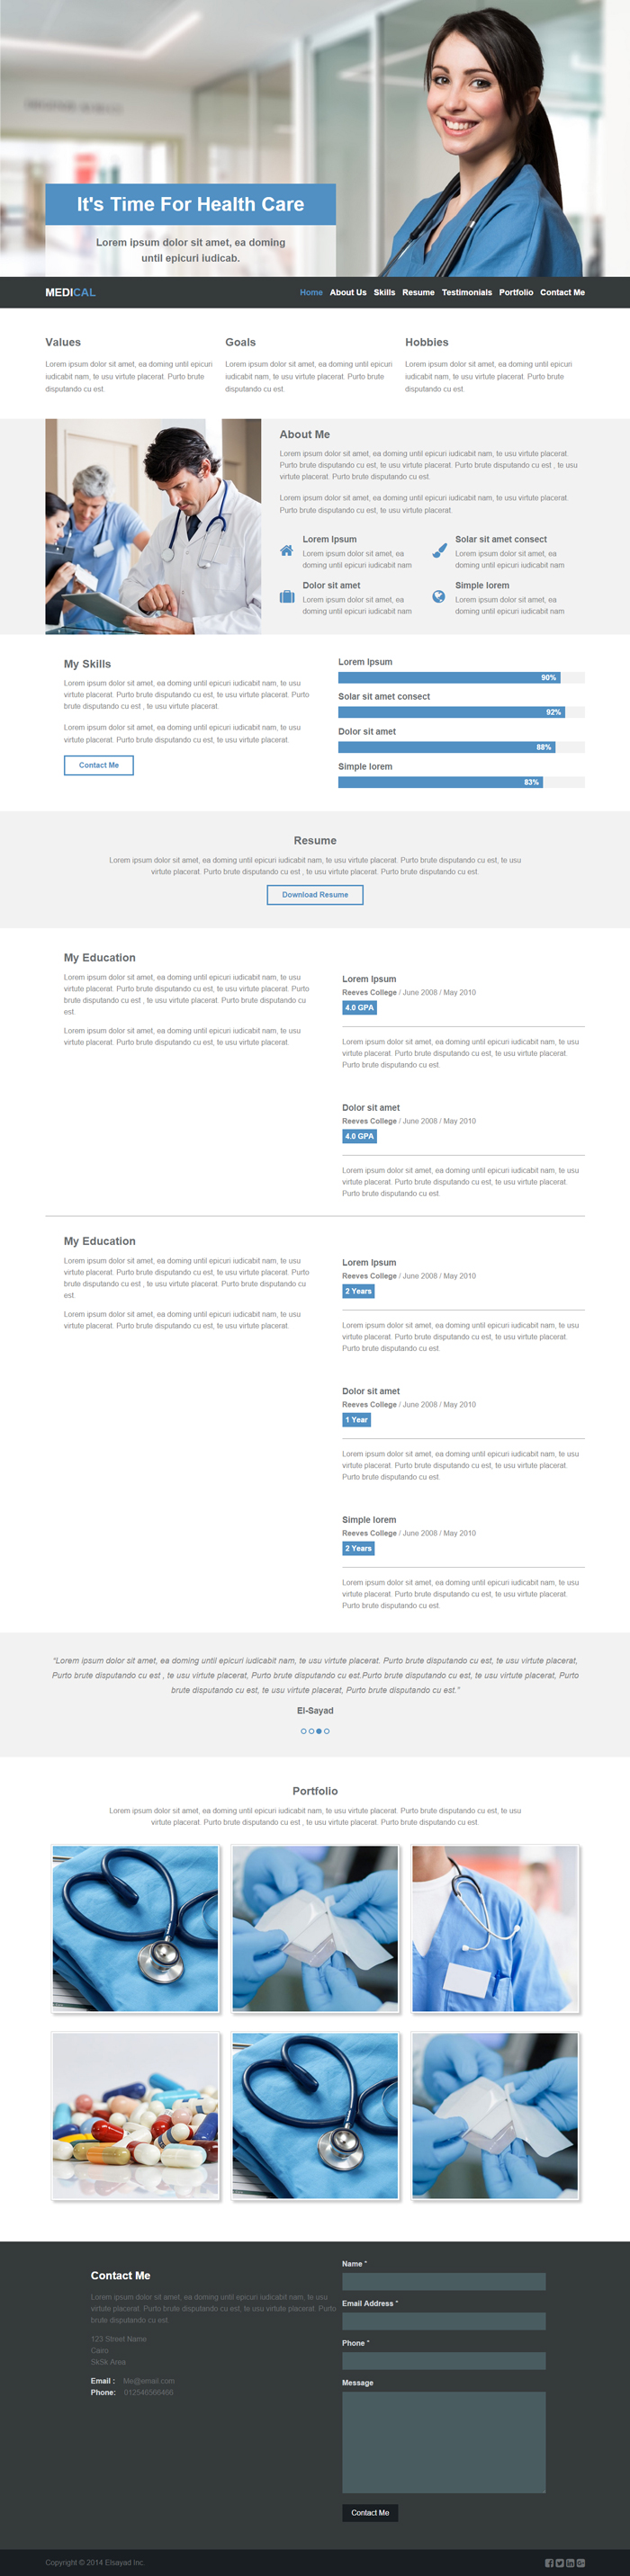 It's Time For Health Care
Lorem ipsum dolor sit amet, ea doming
until epicuri iudicab.
MEDICAL
Home About Us Skills Resume Testimonials Portfolio Contact Me
Values
Lorem ipsum dolor sit amet, ea doming until epicuri
iudicabit nam, te usu virtute placerat. Purto brute
disputando cu est.
Goals
Lorem ipsum dolor sit amet, ea doming until epicuri
iudicabit nam, te usu virtute placerat. Purto brute
disputando cu est.
Hobbies
Lorem ipsum dolor sit amet, ea doming until epicuri
iudicabit nam, te usu virtute placerat. Purto brute
disputando cu est.
About Me
Lorem ipsum dolor sit amet, ea doming until epicuri iudicabit nam, te usu virtute placerat.
Purto brute disputando cu est, te usu virtute placerat. Purto brute disputando cu est , te usu
virtute placerat. Purto brute disputando cu est.
Lorem ipsum dolor sit amet, ea doming until epicuri iudicabit nam, te usu virtute placerat.
Purto brute disputando cu est, te usu virtute placerat.
Lorem Ipsum
Lorem ipsum dolor sit amet, ea
doming until epicuri iudicabit nam
Solar sit amet consect
Lorem ipsum dolor sit amet, ea
doming until epicuri iudicabit nam
Dolor sit amet
Lorem ipsum dolor sit amet, ea
doming until epicuri iudicabit nam
Simple lorem
Lorem ipsum dolor sit amet, ea
doming until epicuri iudicabit nam
My Skills
Lorem ipsum dolor sit amet, ea doming until epicuri iudicabit nam, te usu
virtute placerat. Purto brute disputando cu est, te usu virtute placerat. Purto
brute disputando cu est , te usu virtute placerat.
Lorem ipsum dolor sit amet, ea doming until epicuri iudicabit nam, te usu
virtute placerat. Purto brute disputando cu est, te usu virtute placerat.
Contact Me
Lorem Ipsum
90%
Solar sit amet consect
92%
Dolor sit amet
88%
Simple lorem
83%
Resume
Lorem ipsum dolor sit amet, ea doming until epicuri iudicabit nam, te usu virtute placerat. Purto brute disputando cu est, te usu
virtute placerat. Purto brute disputando cu est , te usu virtute placerat. Purto brute disputando cu est.
Download Resume
My Education
Lorem ipsum dolor sit amet, ea doming until epicuri iudicabit nam, te usu
virtute placerat. Purto brute disputando cu est, te usu virtute placerat. Purto
brute disputando cu est , te usu virtute placerat. Purto brute disputando cu
est.
Lorem ipsum dolor sit amet, ea doming until epicuri iudicabit nam, te usu
virtute placerat. Purto brute disputando cu est, te usu virtute placerat.
Lorem Ipsum
Reeves College / June 2008 / May 2010
4.0 GPA
Lorem ipsum dolor sit amet, ea doming until epicuri iudicabit nam, te usu
virtute placerat. Purto brute disputando cu est, te usu virtute placerat.
Purto brute disputando cu est.
Dolor sit amet
Reeves College / June 2008 / May 2010
4.0 GPA
Lorem ipsum dolor sit amet, ea doming until epicuri iudicabit nam, te usu
virtute placerat. Purto brute disputando cu est, te usu virtute placerat.
Purto brute disputando cu est.
My Education
Lorem ipsum dolor sit amet, ea doming until epicuri iudicabit nam, te usu
virtute placerat. Purto brute disputando cu est, te usu virtute placerat. Purto
brute disputando cu est , te usu virtute placerat. Purto brute disputando cu
est.
Lorem ipsum dolor sit amet, ea doming until epicuri iudicabit nam, te usu
virtute placerat. Purto brute disputando cu est, te usu virtute placerat.
Lorem Ipsum
Reeves College / June 2008 / May 2010
2 Years
Lorem ipsum dolor sit amet, ea doming until epicuri iudicabit nam, te usu
virtute placerat. Purto brute disputando cu est, te usu virtute placerat.
Purto brute disputando cu est.
Dolor sit amet
Reeves College / June 2008 / May 2010
1 Year
Lorem ipsum dolor sit amet, ea doming until epicuri iudicabit nam, te usu
virtute placerat. Purto brute disputando cu est, te usu virtute placerat.
Purto brute disputando cu est.
Simple lorem
Reeves College / June 2008 / May 2010
2 Years
Lorem ipsum dolor sit amet, ea doming until epicuri iudicabit nam, te usu
virtute placerat. Purto brute disputando cu est, te usu virtute placerat.
Purto brute disputando cu est.
"Lorem ipsum dolor sit amet, ea doming until epicuri iudicabit nam, te usu virtute placerat. Purto brute disputando cu est, te usu virtute placerat,
Purto brute disputando cu est , te usu virtute placerat, Purto brute disputando cu est.Purto brute disputando cu est, te usu virtute placerat, Purto
brute disputando cu est, te usu virtute placerat, Purto brute disputando cu est."
El-Sayad
Portfolio
Lorem ipsum dolor sit amet, ea doming until epicuri iudicabit nam, te usu virtute placerat. Purto brute disputando cu est, te usu
virtute placerat. Purto brute disputando cu est , te usu virtute placerat. Purto brute disputando cu est.
Contact Me
Lorem ipsum dolor sit amet, ea doming until epicuri iudicabit nam, te usu
virtute placerat. Purto brute disputando cu est, te usu virtute placerat. Purto
brute disputando cu est
123 Street Name
Cairo
SkSk Area
Email : Me@email.com
Phone: 012546566466
Name *
Email Address *
Phone *
Message
Contact Me
Copyright © 2014 Elsayad Inc